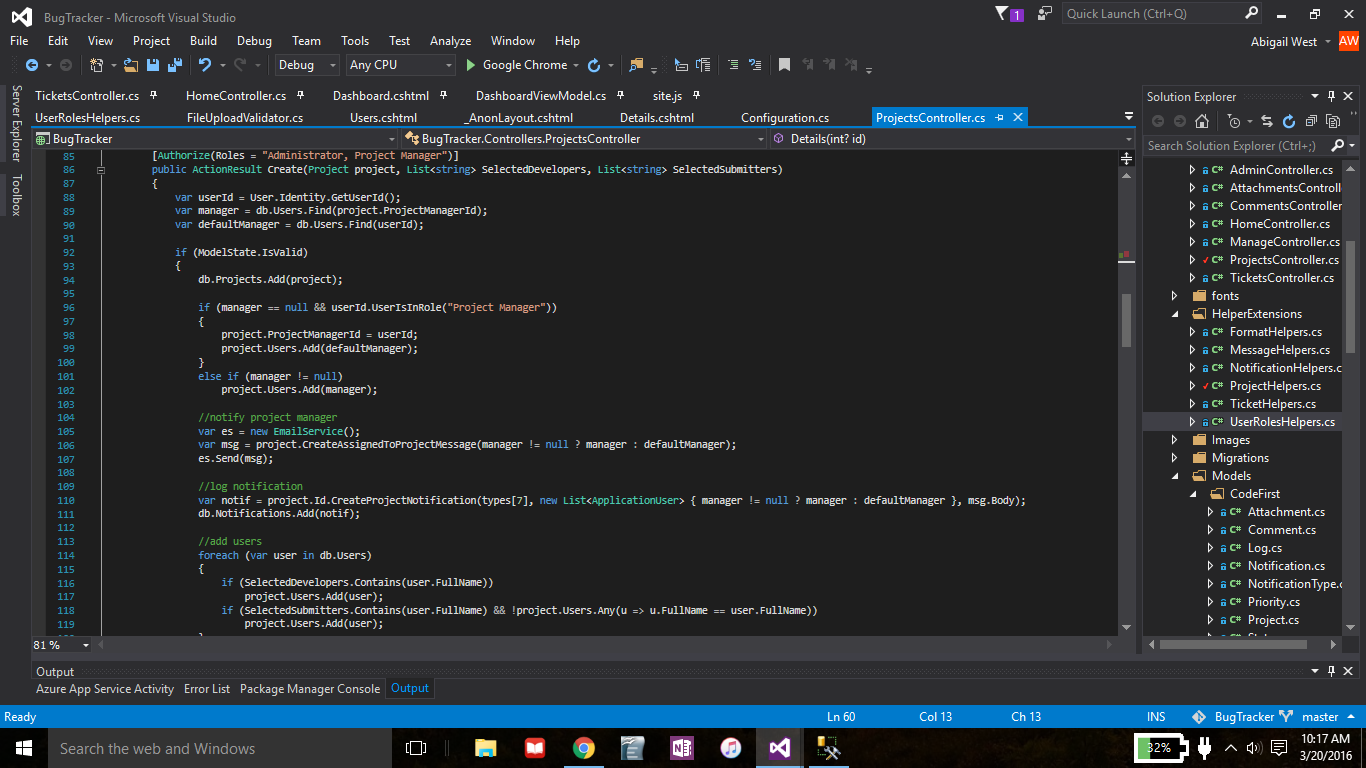 BugTracker - Microsoft Visual Studio
1
Quick Launch (Ctrl+Q)
File Edit View Project Build Debug Team Tools Test Analyze Window Help
Abigail West AW
Debug Any CPU Google Chrome
TicketsController.cs HomeController.cs Dashboard.cshtml DashboardViewModel.cs site.js
UserRolesHelpers.cs FileUploadValidator.cs Users.cshtml _AnonLayout.cshtml Details.cshtml Configuration.cs ProjectsController.cs
BugTracker BugTracker.Controllers.ProjectsController Details(int? id)
Server Explorer
Toolbox
85 [Authorize(Roles = "Administrator, Project Manager")]
86 public ActionResult Create(Project project, List<string> SelectedDevelopers, List<string> SelectedSubmitters)
87 {
88 var userId = User.Identity.GetUserId();
89 var manager = db.Users.Find(project.ProjectManagerId);
90 var defaultManager = db.Users.Find(userId);
91
92 if (ModelState.IsValid)
93 {
94 db.Projects.Add(project);
95
96 if (manager == null && userId.UserIsInRole("Project Manager"))
97 {
98 project.ProjectManagerId = userId;
99 project.Users.Add(defaultManager);
100 }
101 else if (manager != null)
102 project.Users.Add(manager);
103
104 //notify project manager
105 var es = new EmailService();
106 var msg = project.CreateAssignedToProjectMessage(manager != null ? manager : defaultManager);
107 es.Send(msg);
108
109 //log notification
110 var notif = project.Id.CreateProjectNotification(types[7], new List<ApplicationUser> { manager != null ? manager : defaultManager }, msg.Body);
111 db.Notifications.Add(notif);
112
113 //add users
114 foreach (var user in db.Users)
115 {
116 if (SelectedDevelopers.Contains(user.FullName))
117 project.Users.Add(user);
118 if (SelectedSubmitters.Contains(user.FullName) && !project.Users.Any(u => u.FullName == user.FullName))
119 project.Users.Add(user);
81 %
Solution Explorer
Search Solution Explorer (Ctrl+;)
C# AdminController.cs
C# AttachmentsControll
C# CommentsController
C# HomeController.cs
C# ManageController.cs
C# ProjectsController.cs
C# TicketsController.cs
fonts
HelperExtensions
C# FormatHelpers.cs
C# MessageHelpers.cs
C# NotificationHelpers.c
C# ProjectHelpers.cs
C# TicketHelpers.cs
C# UserRolesHelpers.cs
Images
Migrations
Models
CodeFirst
C# Attachment.cs
C# Comment.cs
C# Log.cs
C# Notification.cs
C# NotificationType.c
C# Priority.cs
C# Project.cs
Output
Azure App Service Activity Error List Package Manager Console Output
Ready Ln 60 Col 13 Ch 13 INS BugTracker master
Search the web and Windows
32%
10:17 AM
3/20/2016